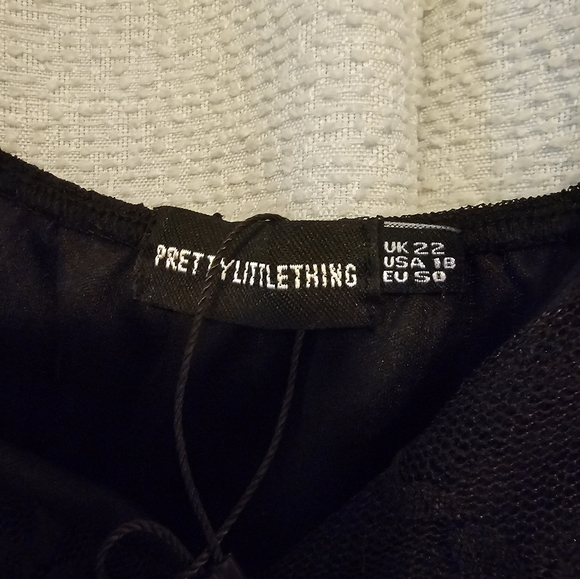 PRETTYLITTLETHING
UK 22
USA 18
EU 50